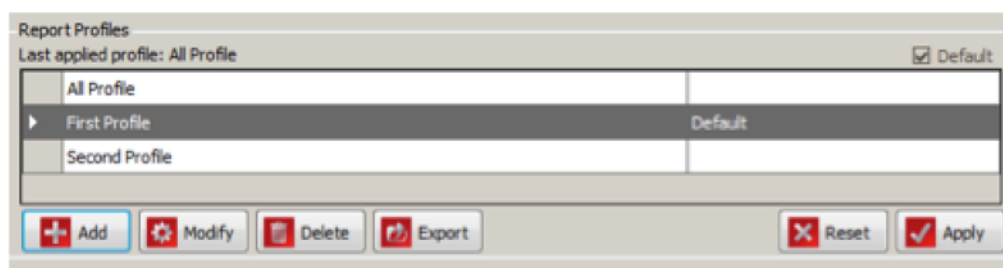 Report Profiles
Last applied profile: All Profile Default
All Profile
First Profile Default
Second Profile
Add Modify Delete Export Reset Apply